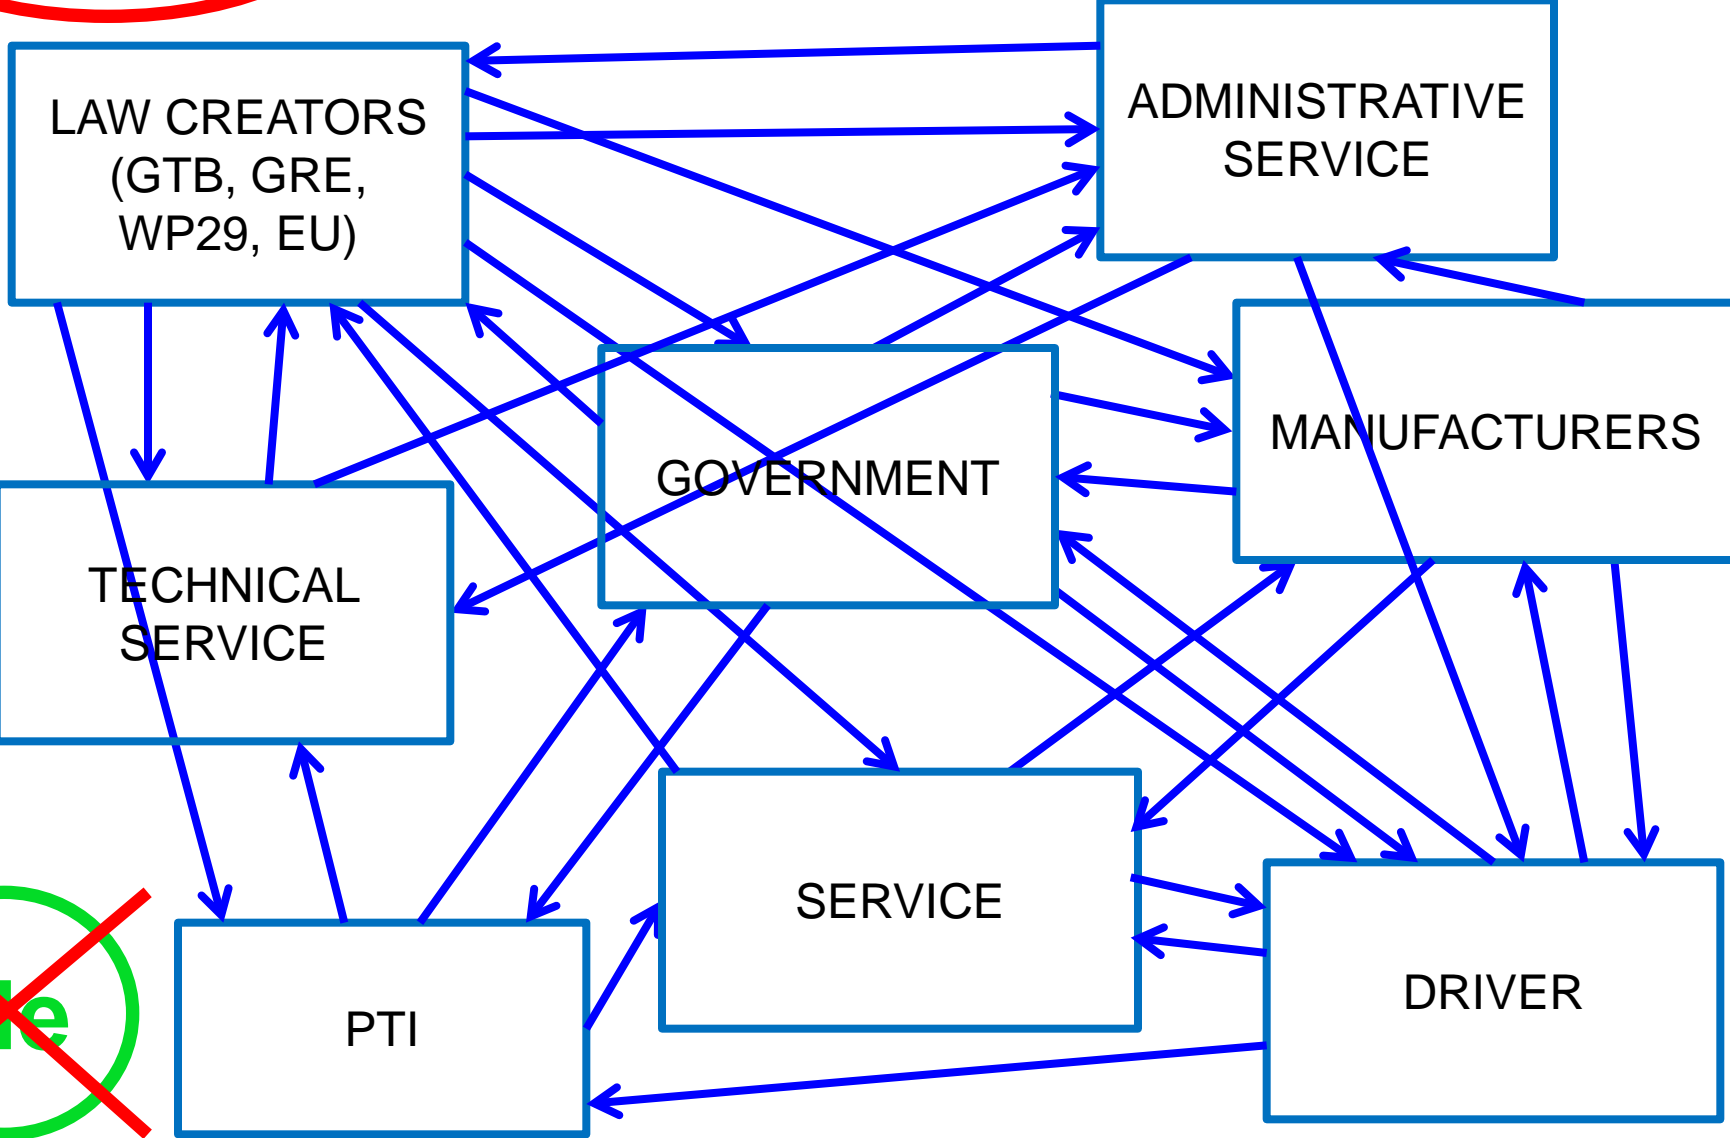 LAW CREATORS
(GTB, GRE,
WP29, EU)
ADMINISTRATIVE
SERVICE
MANUFACTURERS
GOVERNMENT
TECHNICAL
SERVICE
SERVICE
DRIVER
PTI